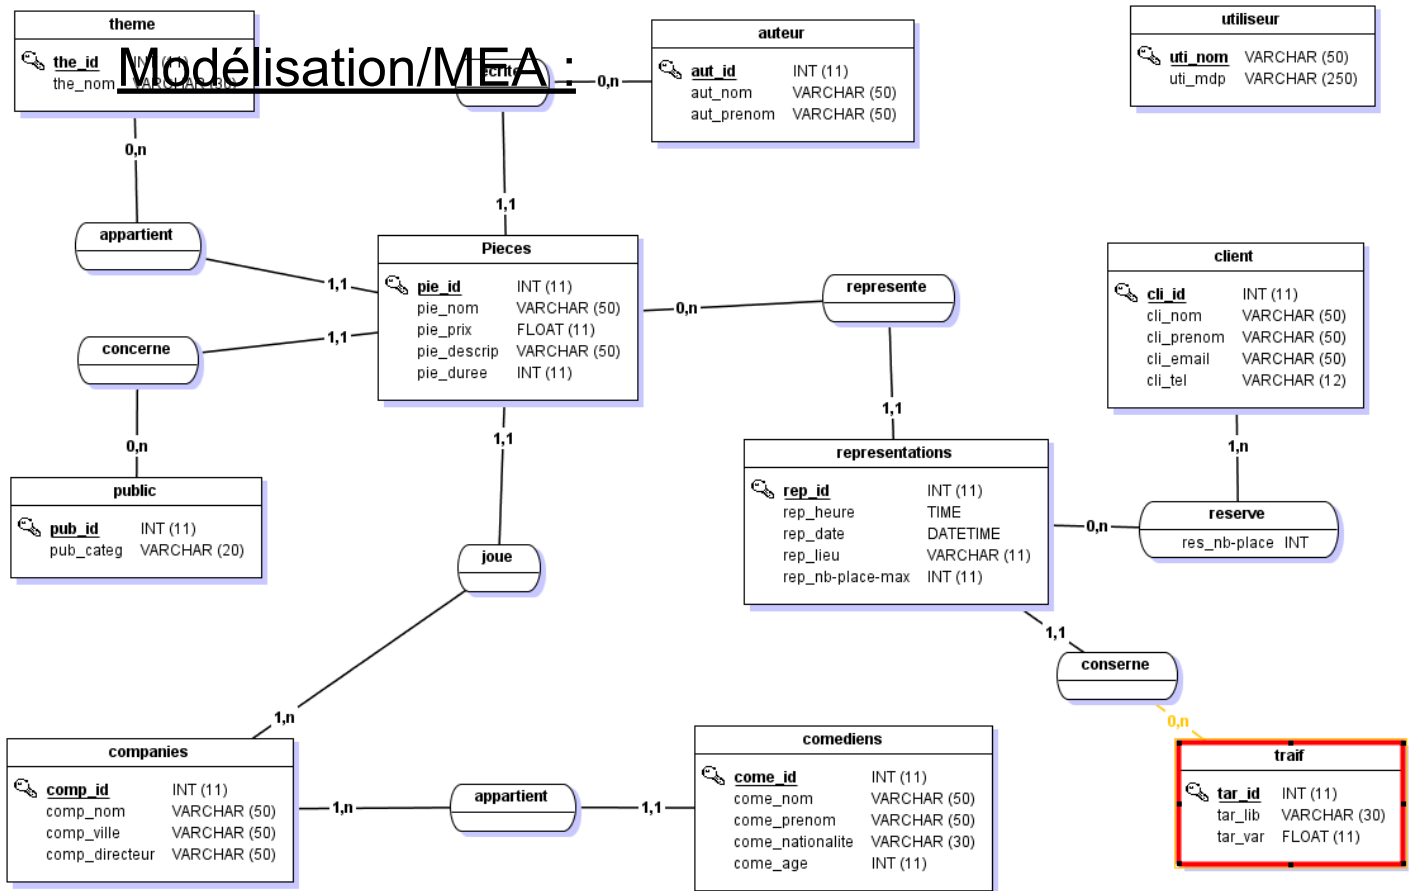 theme
the_id INT (11)
the_nom VARCHAR (30)
Modélisation/MEA :
ecrite
0,n
auteur
aut_id INT (11)
aut_nom VARCHAR (50)
aut_prenom VARCHAR (50)
utiliseur
uti_nom VARCHAR (50)
uti_mdp VARCHAR (250)
0,n
1,1
appartient
1,1
Pieces
pie_id INT (11)
pie_nom VARCHAR (50)
pie_prix FLOAT (11)
pie_descrip VARCHAR (50)
pie_duree INT (11)
0,n
represente
client
cli_id INT (11)
cli_nom VARCHAR (50)
cli_prenom VARCHAR (50)
cli_email VARCHAR (50)
cli_tel VARCHAR (12)
concerne
1,1
0,n
1,1
1,1
1,n
public
pub_id INT (11)
pub_categ VARCHAR (20)
representations
rep_id INT (11)
rep_heure TIME
rep_date DATETIME
rep_lieu VARCHAR (11)
rep_nb-place-max INT (11)
0,n
reserve
res_nb-place INT
joue
1,1
conserne
0,n
1,n
companies
comp_id INT (11)
comp_nom VARCHAR (50)
comp_ville VARCHAR (50)
comp_directeur VARCHAR (50)
1,n
appartient
1,1
comediens
come_id INT (11)
come_nom VARCHAR (50)
come_prenom VARCHAR (50)
come_nationalite VARCHAR (30)
come_age INT (11)
traif
tar_id INT (11)
tar_lib VARCHAR (30)
tar_var FLOAT (11)